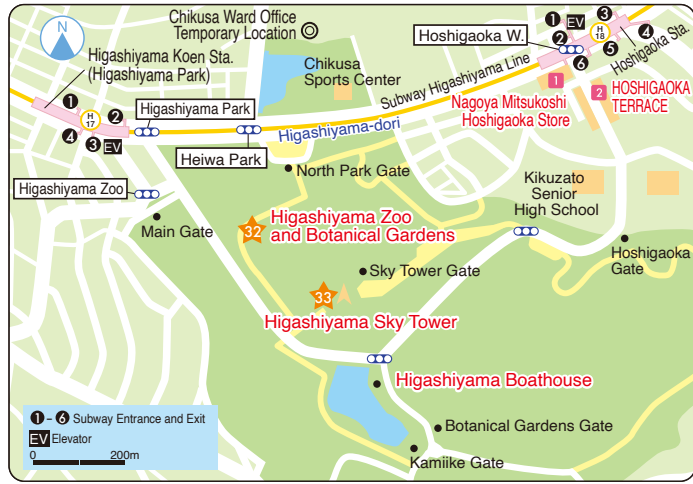 N
Chikusa Ward Office
Temporary Location
Higashiyama Koen Sta.
(Higashiyama Park)
Chikusa
Sports Center
Hoshigaoka W.
1
EV
2
3
H
18
4
5
6
Hoshigaoka Sta.
Subway Higashiyama Line
1
Nagoya Mitsukoshi
Hoshigaoka Store
2
HOSHIGAOKA
TERRACE
1
H
17
2
4
3
EV
Higashiyama Park
Higashiyama-dori
Heiwa Park
North Park Gate
Higashiyama Zoo
Main Gate
Kikuzato
Senior
High School
32
Higashiyama Zoo
and Botanical Gardens
Hoshigaoka
Gate
Sky Tower Gate
33
Higashiyama Sky Tower
Higashiyama Boathouse
Botanical Gardens Gate
Kamiike Gate
1 - 6 Subway Entrance and Exit
EV Elevator
0 200m